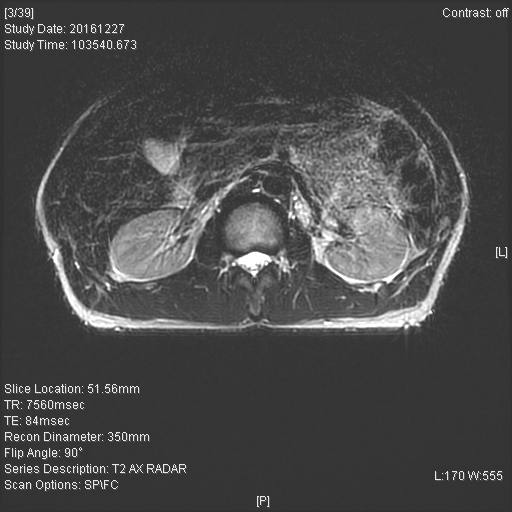 [3/39]
Study Date: 20161227
Study Time: 103540.673
Contrast: off
[L]
Slice Location: 51.56mm
TR: 7560msec
TE: 84msec
Recon Dinameter: 350mm
Flip Angle: 90°
Series Description: T2 AX RADAR
Scan Options: SP\FC
L:170 W:555
[P]